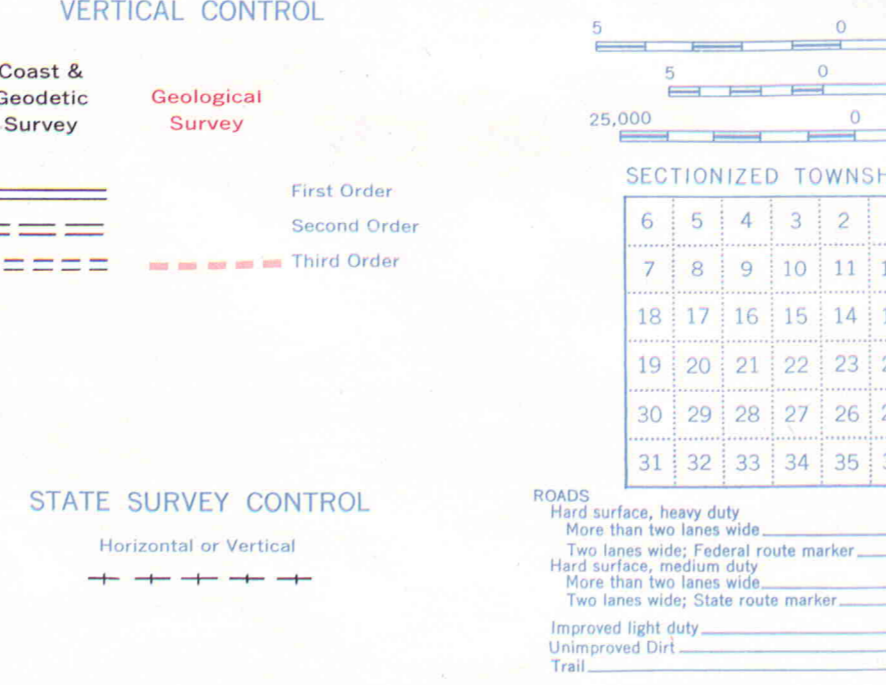 VERTICAL CONTROL
Coast &
Geodetic
Survey
Geological
Survey
First Order
Second Order
Third Order
STATE SURVEY CONTROL
Horizontal or Vertical
5 0
5 0
25,000 0
SECTIONIZED
6 5 4 3 2
7 8 9 10 11
18 17 16 15 14
19 20 21 22 23
30 29 28 27 26
31 32 33 34 35
ROADS
Hard surface, heavy duty
More than two lanes wide
Two lanes wide; Federal route marker
Hard surface, medium duty
More than two lanes wide
Two lanes wide; State route marker
Improved light duty
Unimproved Dirt
Trail